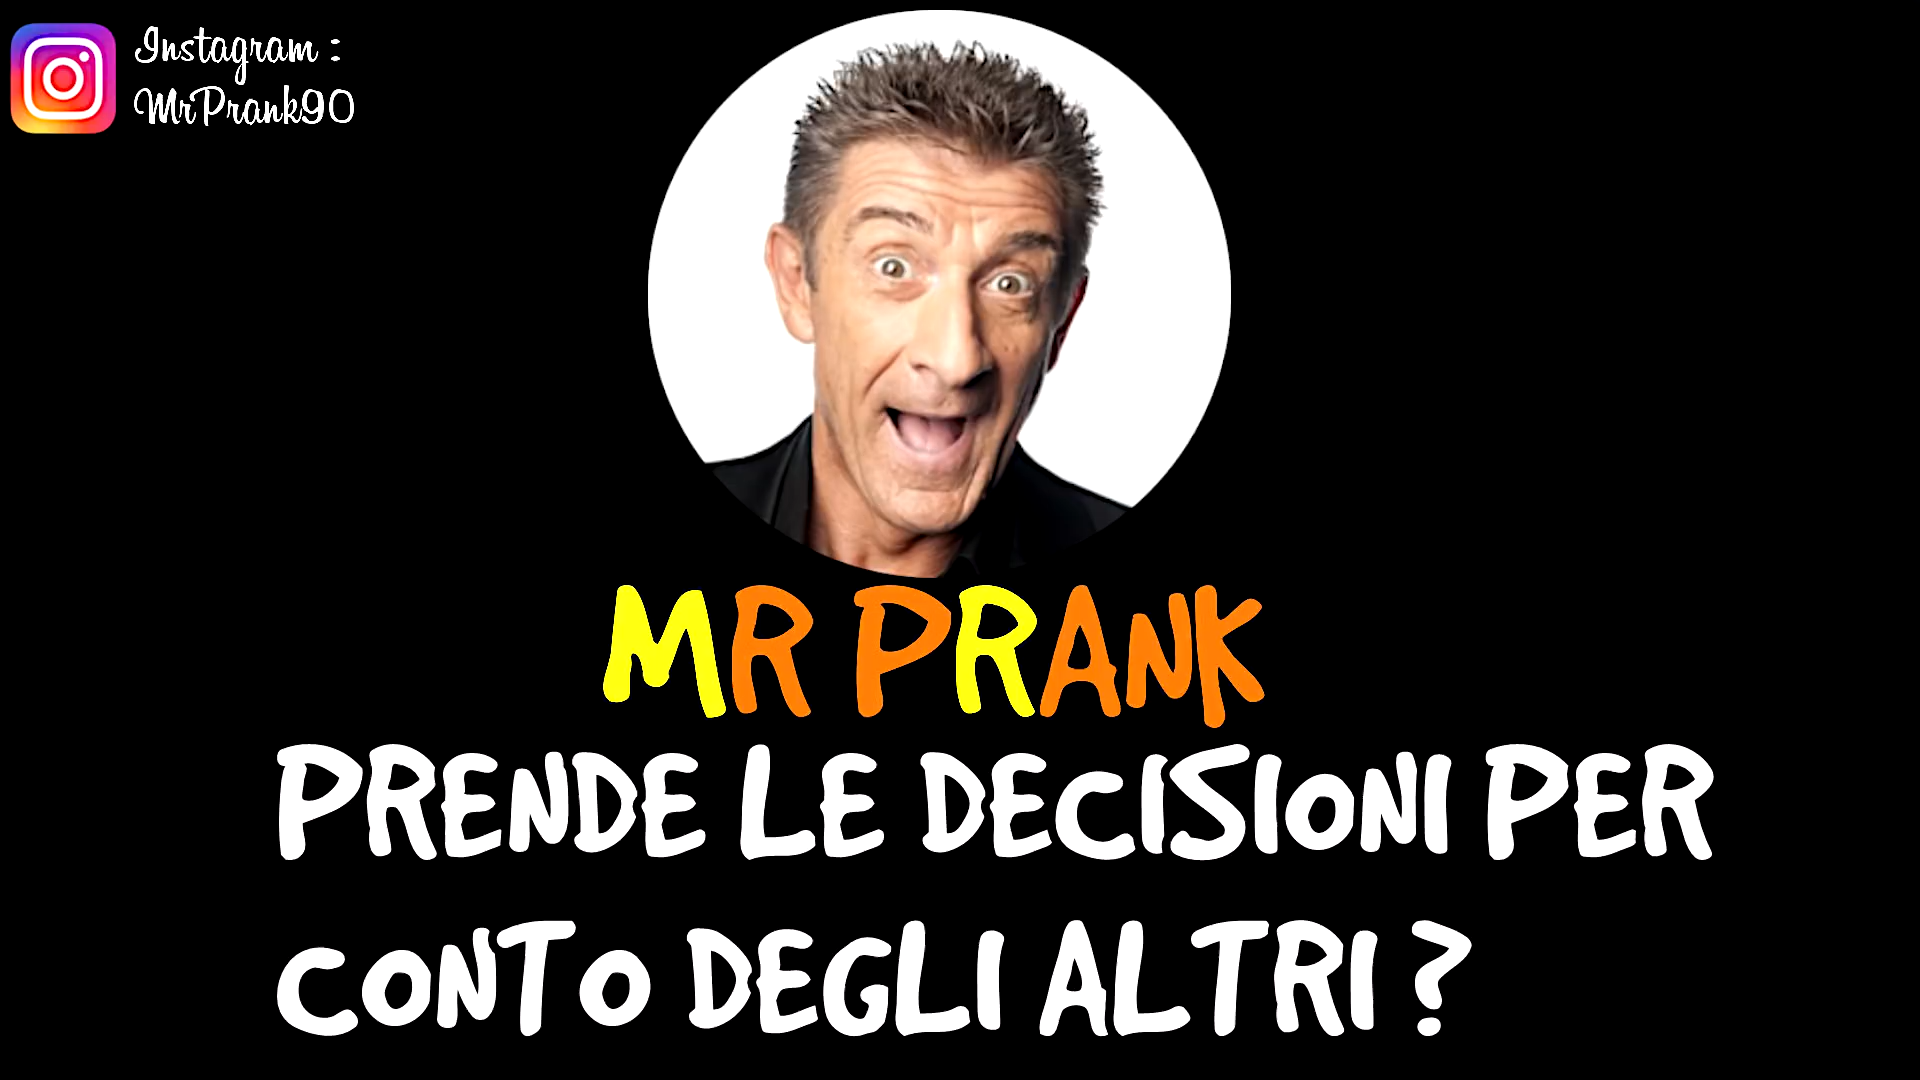 Instagram :
MrPrank90
MR PRANK
PRENDE LE DECISIONI PER
CONTO DEGLI ALTRI ?